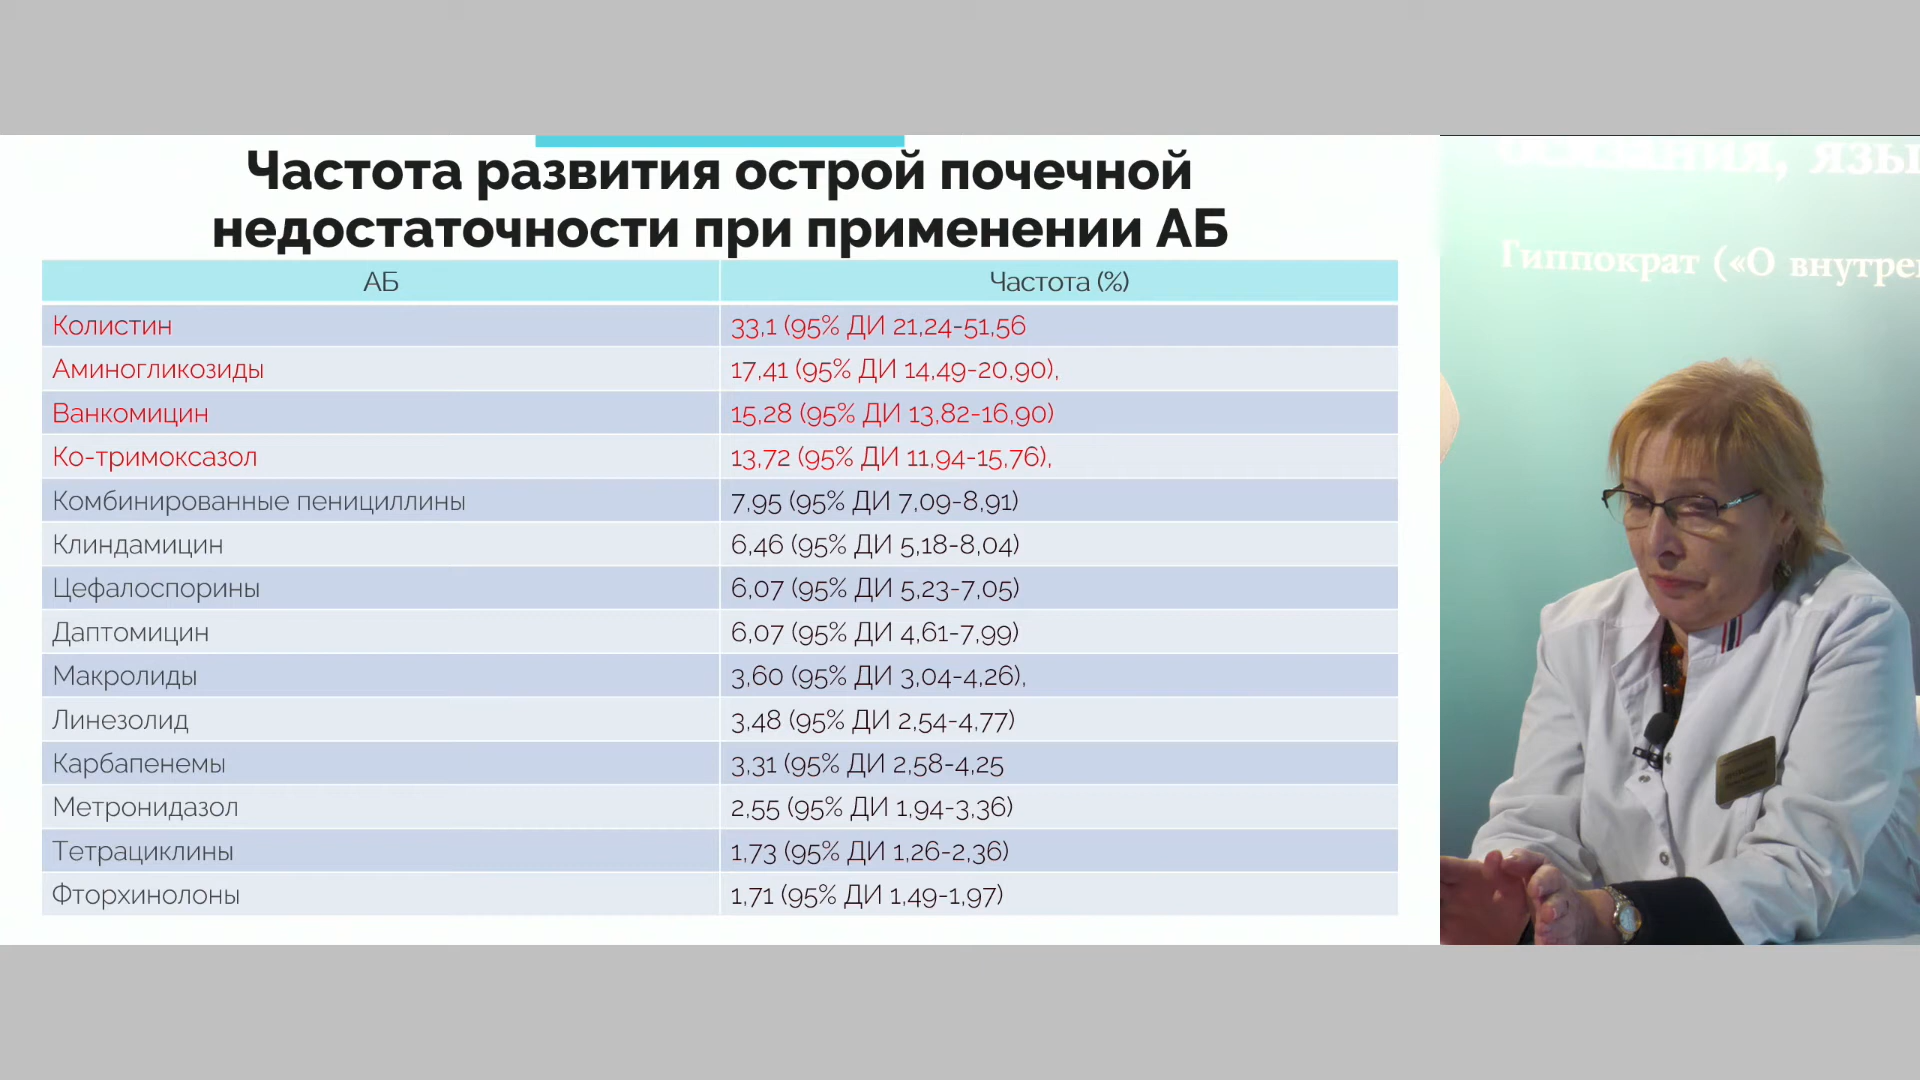 Частота развития острой почечной
недостаточности при применении АБ
АБ Частота (%)
Колистин 33,1 (95% ДИ 21,24-51,56
Аминогликозиды 17,41 (95% ДИ 14,49-20,90),
Ванкомицин 15,28 (95% ДИ 13,82-16,90)
Ко-тримоксазол 13,72 (95% ДИ 11,94-15,76),
Комбинированные пенициллины 7,95 (95% ДИ 7,09-8,91)
Клиндамицин 6,46 (95% ДИ 5,18-8,04)
Цефалоспорины 6,07 (95% ДИ 5,23-7,05)
Даптомицин 6,07 (95% ДИ 4,61-7,99)
Макролиды 3,60 (95% ДИ 3,04-4,26),
Линезолид 3,48 (95% ДИ 2,54-4,77)
Карбапенемы 3,31 (95% ДИ 2,58-4,25
Метронидазол 2,55 (95% ДИ 1,94-3,36)
Тетрациклины 1,73 (95% ДИ 1,26-2,36)
Фторхинолоны 1,71 (95% ДИ 1,49-1,97)
Гиппократ («О